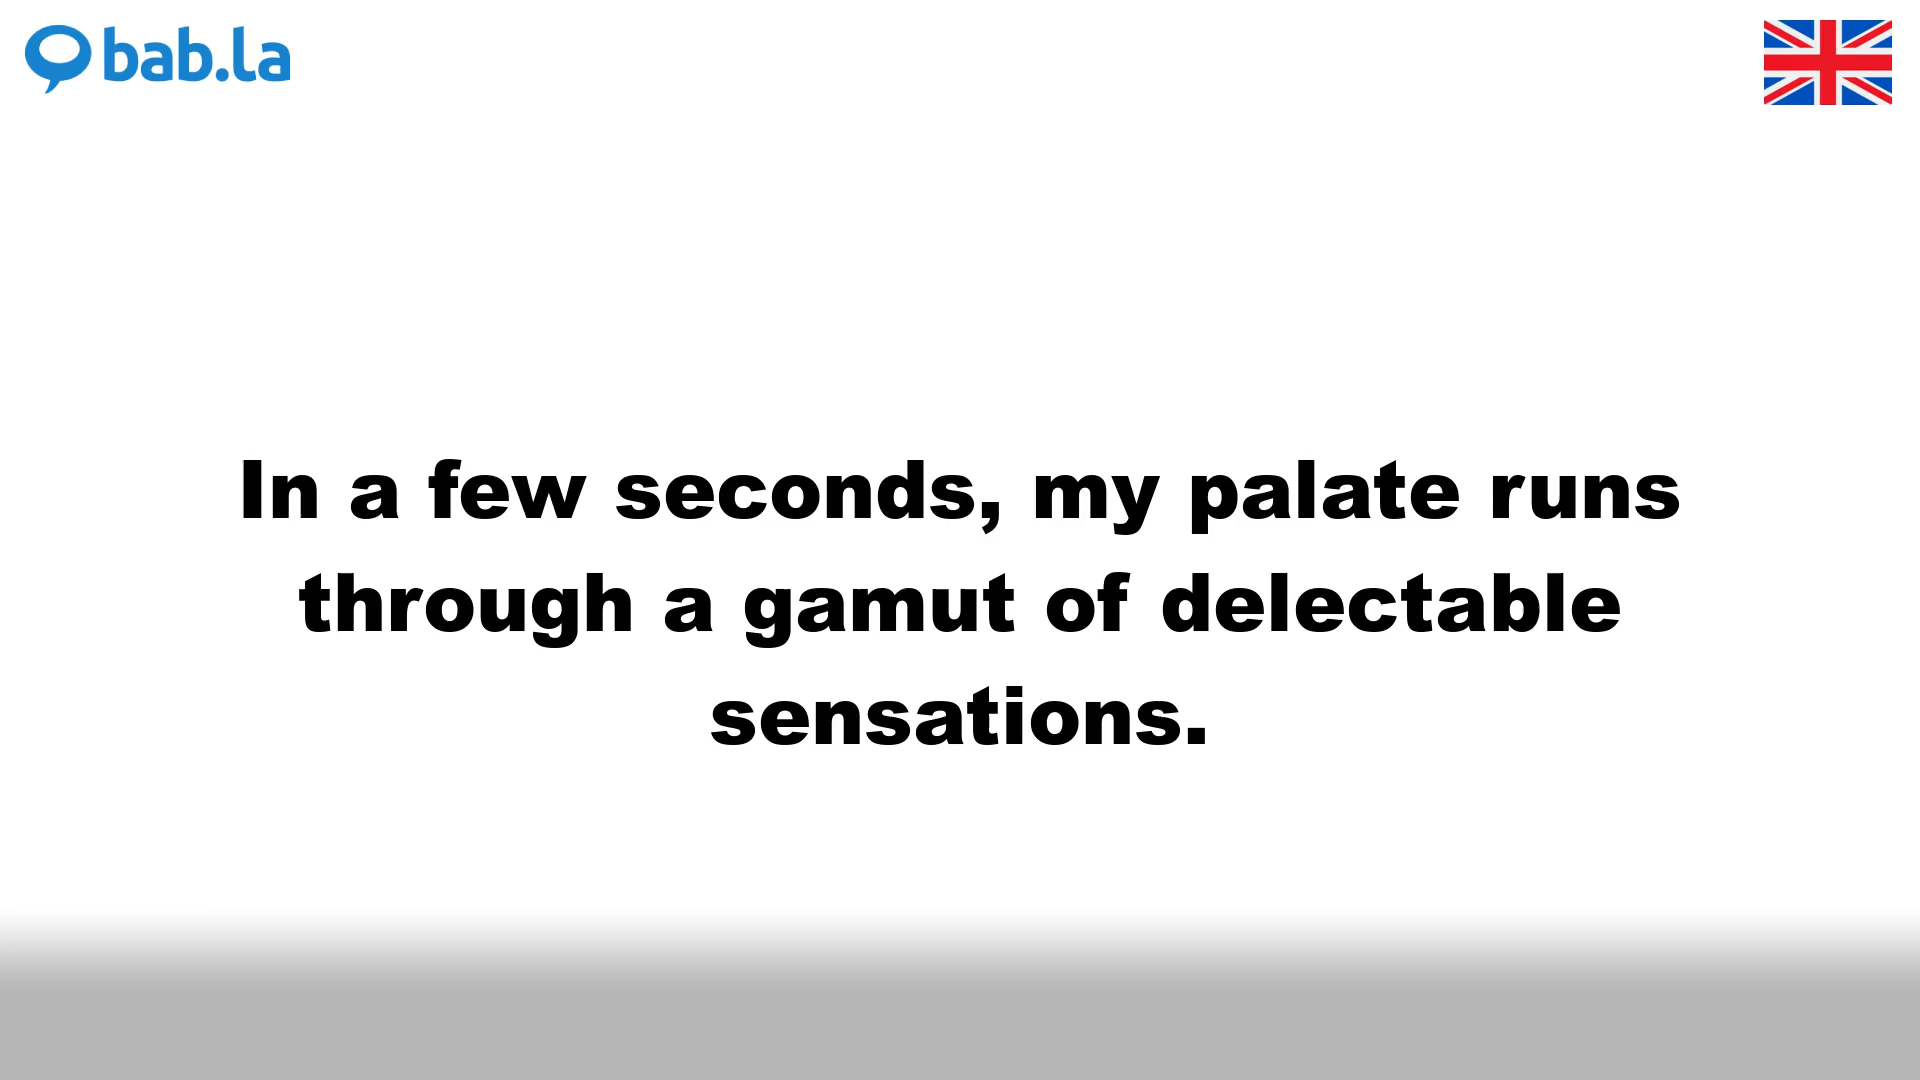 bab.la
In a few seconds, my palate runs
through a gamut of delectable
sensations.